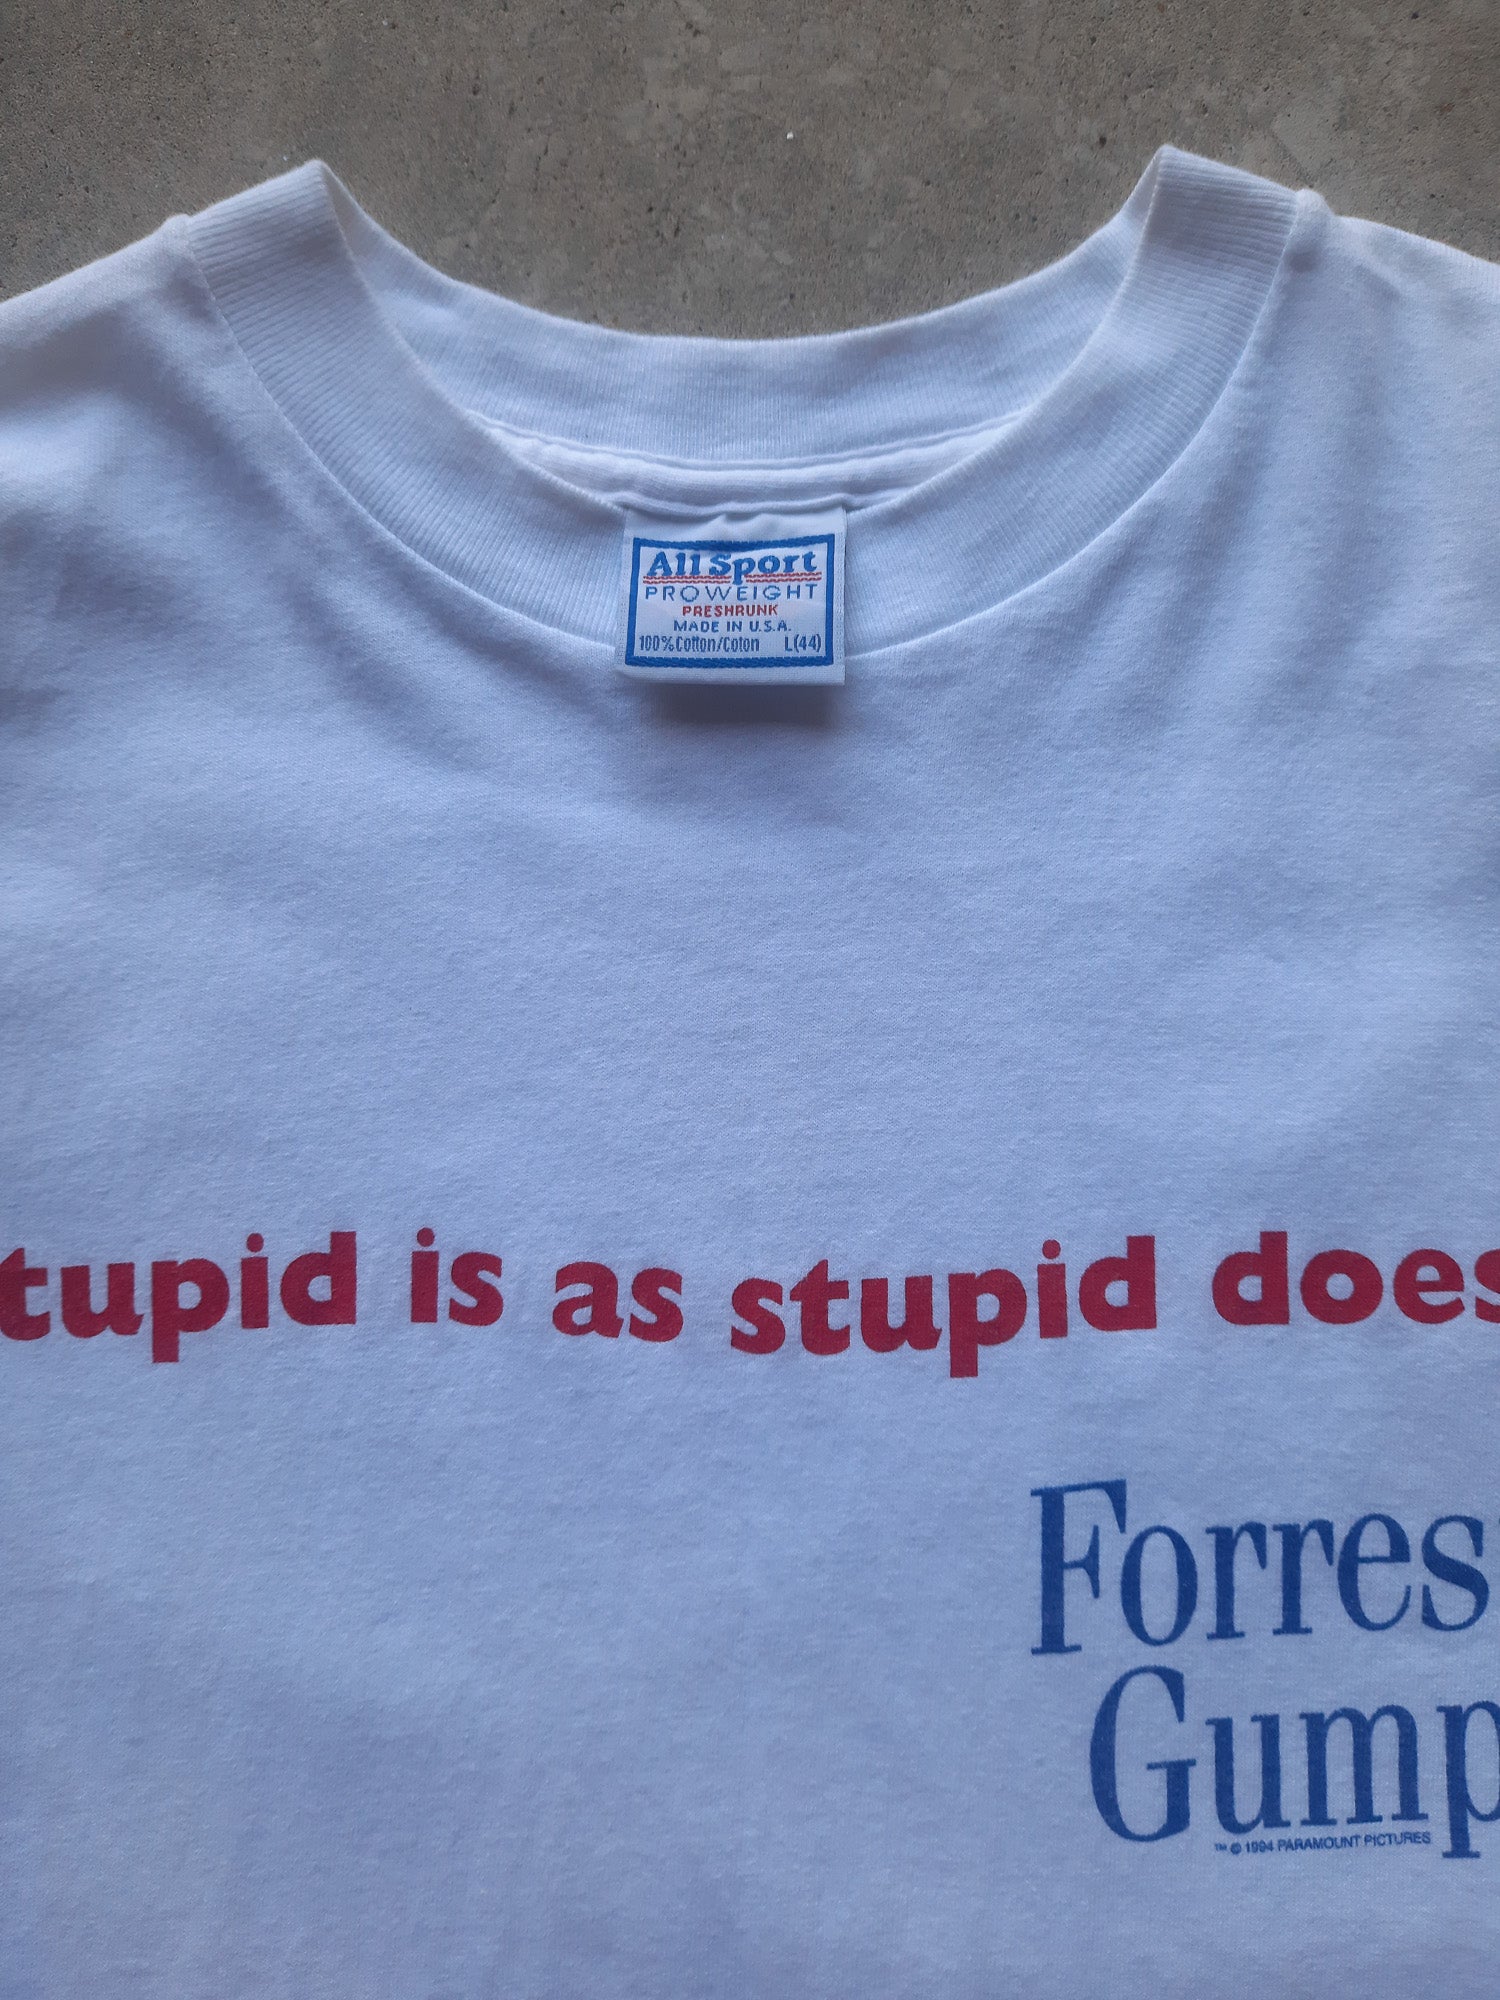 All Sport
PROWEIGHT
PRESHRUNK
MADE IN U.S.A.
100% Cotton/Coton L(44)
tupid is as stupid does
Forrest
Gump
™ © 1994 PARAMOUNT PICTURES